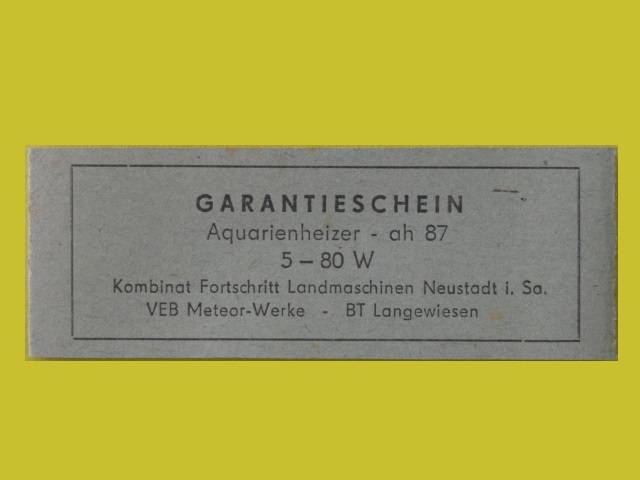 GARANTIESCHEIN
Aquarienheizer - ah 87
5 – 80 W
Kombinat Fortschritt Landmaschinen Neustadt i. Sa.
VEB Meteor-Werke - BT Langewiesen